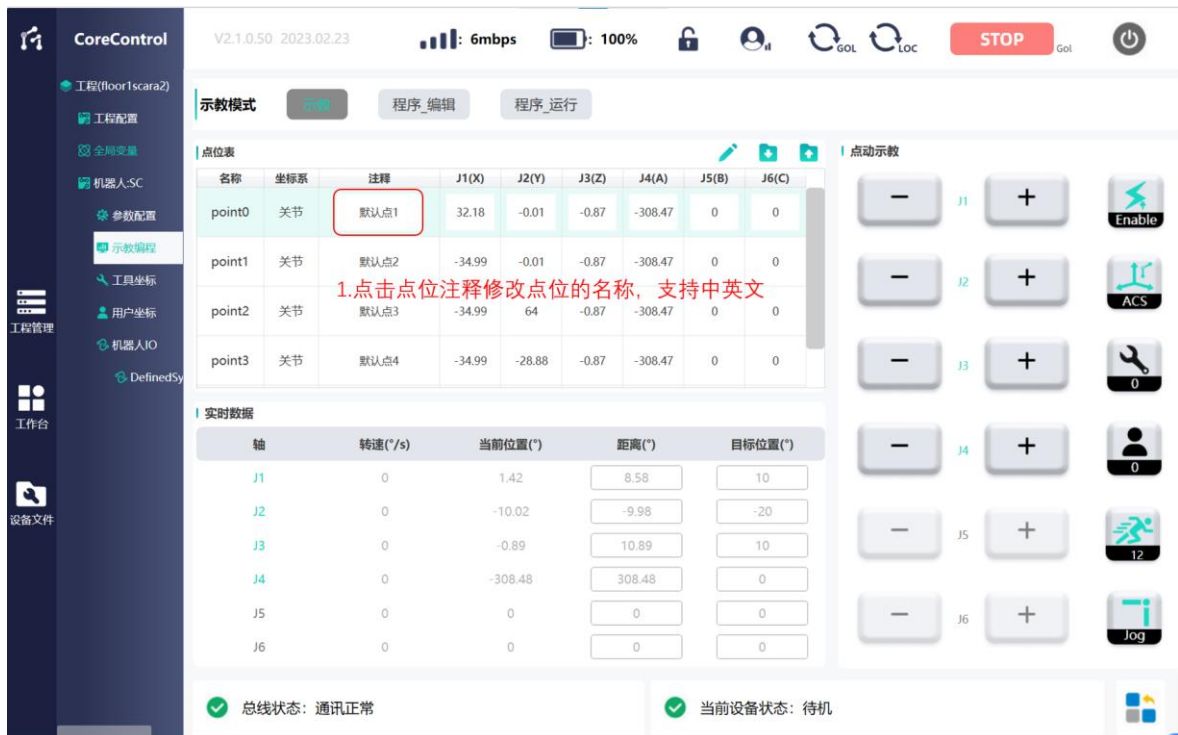 CoreControl V2.1.0.50 2023.02.23 : 6mbps : 100% GOL LOC STOP Gol
工程(floor1scara2)
工程配置
全局变量
机器人:SC
参数配置
示教编程
工具坐标
用户坐标
机器人IO
DefinedSy
工程管理
工作台
设备文件
示教模式 示教 程序_编辑 程序_运行
点位表
名称 坐标系 注释 J1(X) J2(Y) J3(Z) J4(A) J5(B) J6(C)
point0 关节 默认点1 32.18 -0.01 -0.87 -308.47 0 0
point1 关节 默认点2 -34.99 -0.01 -0.87 -308.47 0 0
1.点击点位注释修改点位的名称，支持中英文
point2 关节 默认点3 -34.99 64 -0.87 -308.47 0 0
point3 关节 默认点4 -34.99 -28.88 -0.87 -308.47 0 0
实时数据
轴 转速(°/s) 当前位置(°) 距离(°) 目标位置(°)
J1 0 1.42 8.58 10
J2 0 -10.02 -9.98 -20
J3 0 -0.89 10.89 10
J4 0 -308.48 308.48 0
J5 0 0 0 0
J6 0 0 0 0
点动示教
− J1 + Enable
− J2 + ACS
− J3 + 0
− J4 + 0
− J5 + 12
− J6 + Jog
总线状态：通讯正常
当前设备状态：待机